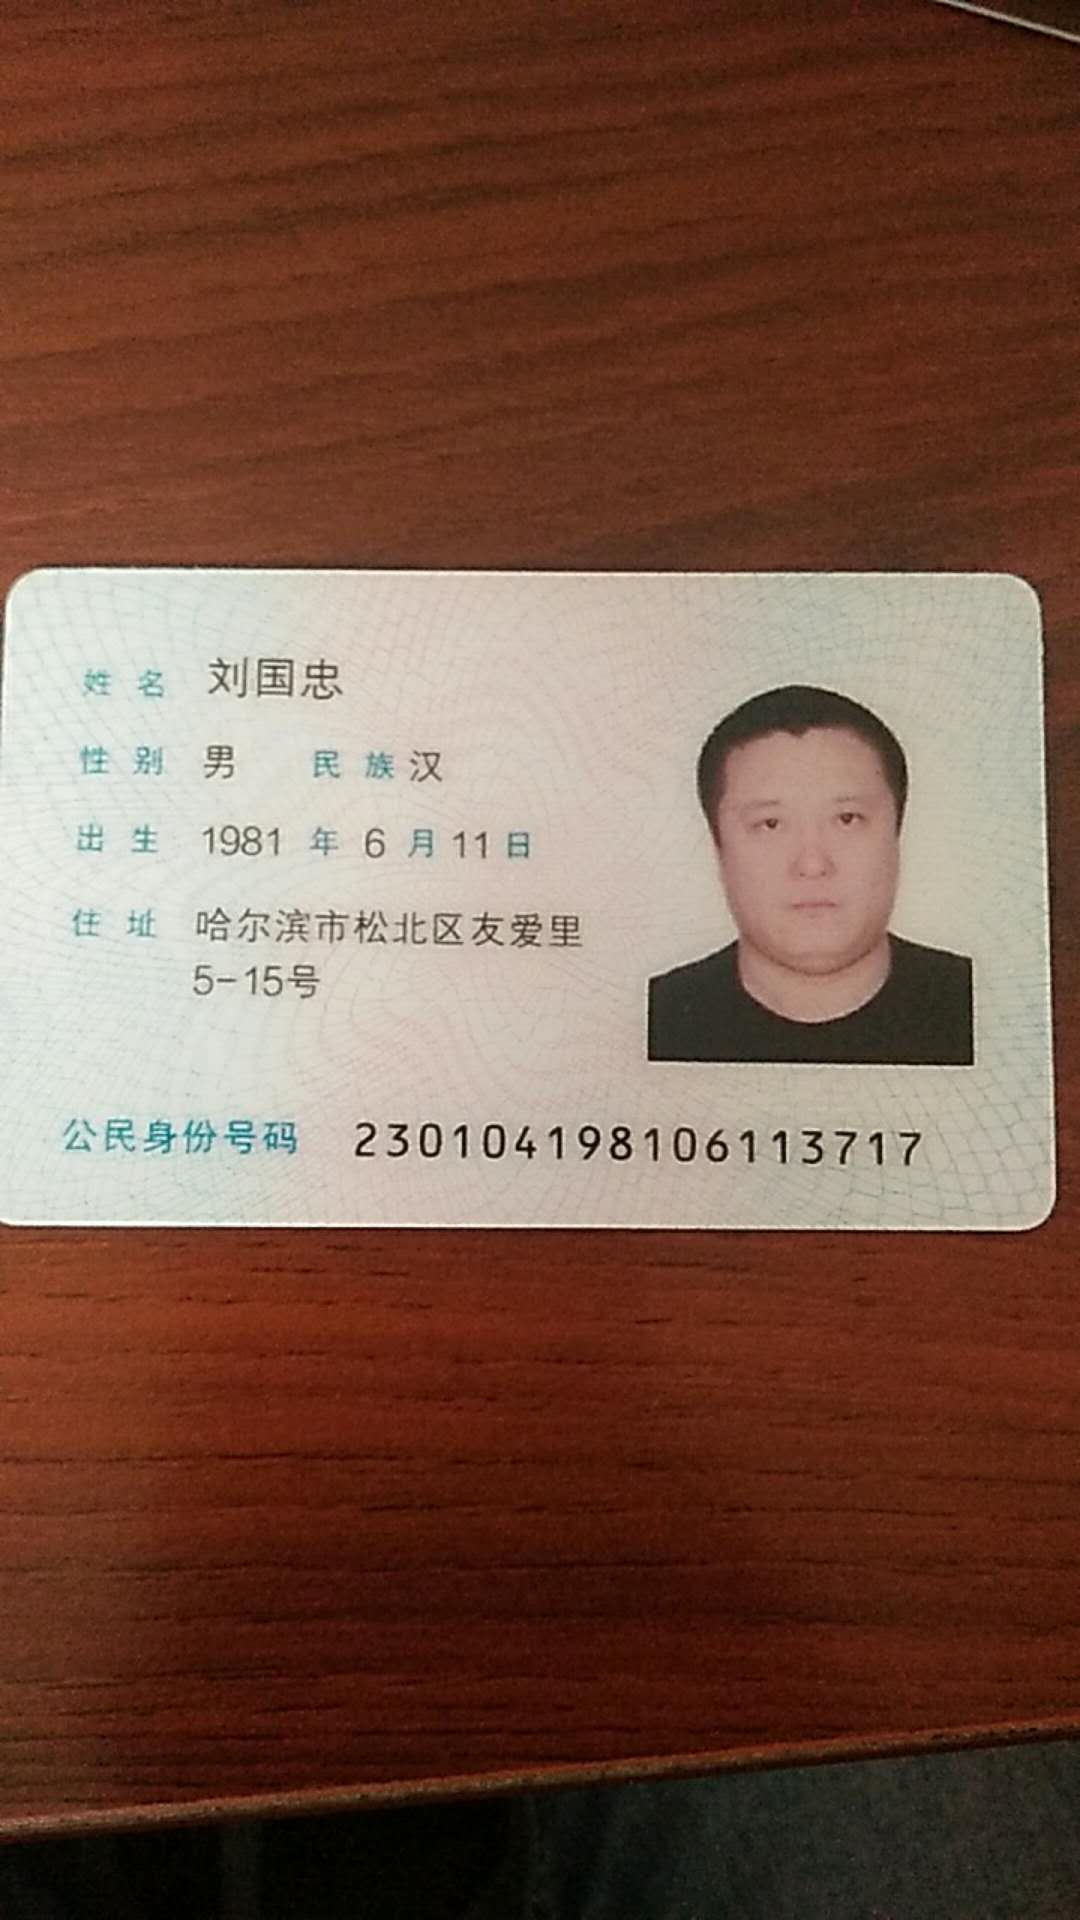 姓名 刘国忠
性别 男 民族 汉
出生 1981 年 6 月 11 日
住址 哈尔滨市松北区友爱里
5-15号
公民身份号码 230104198106113717